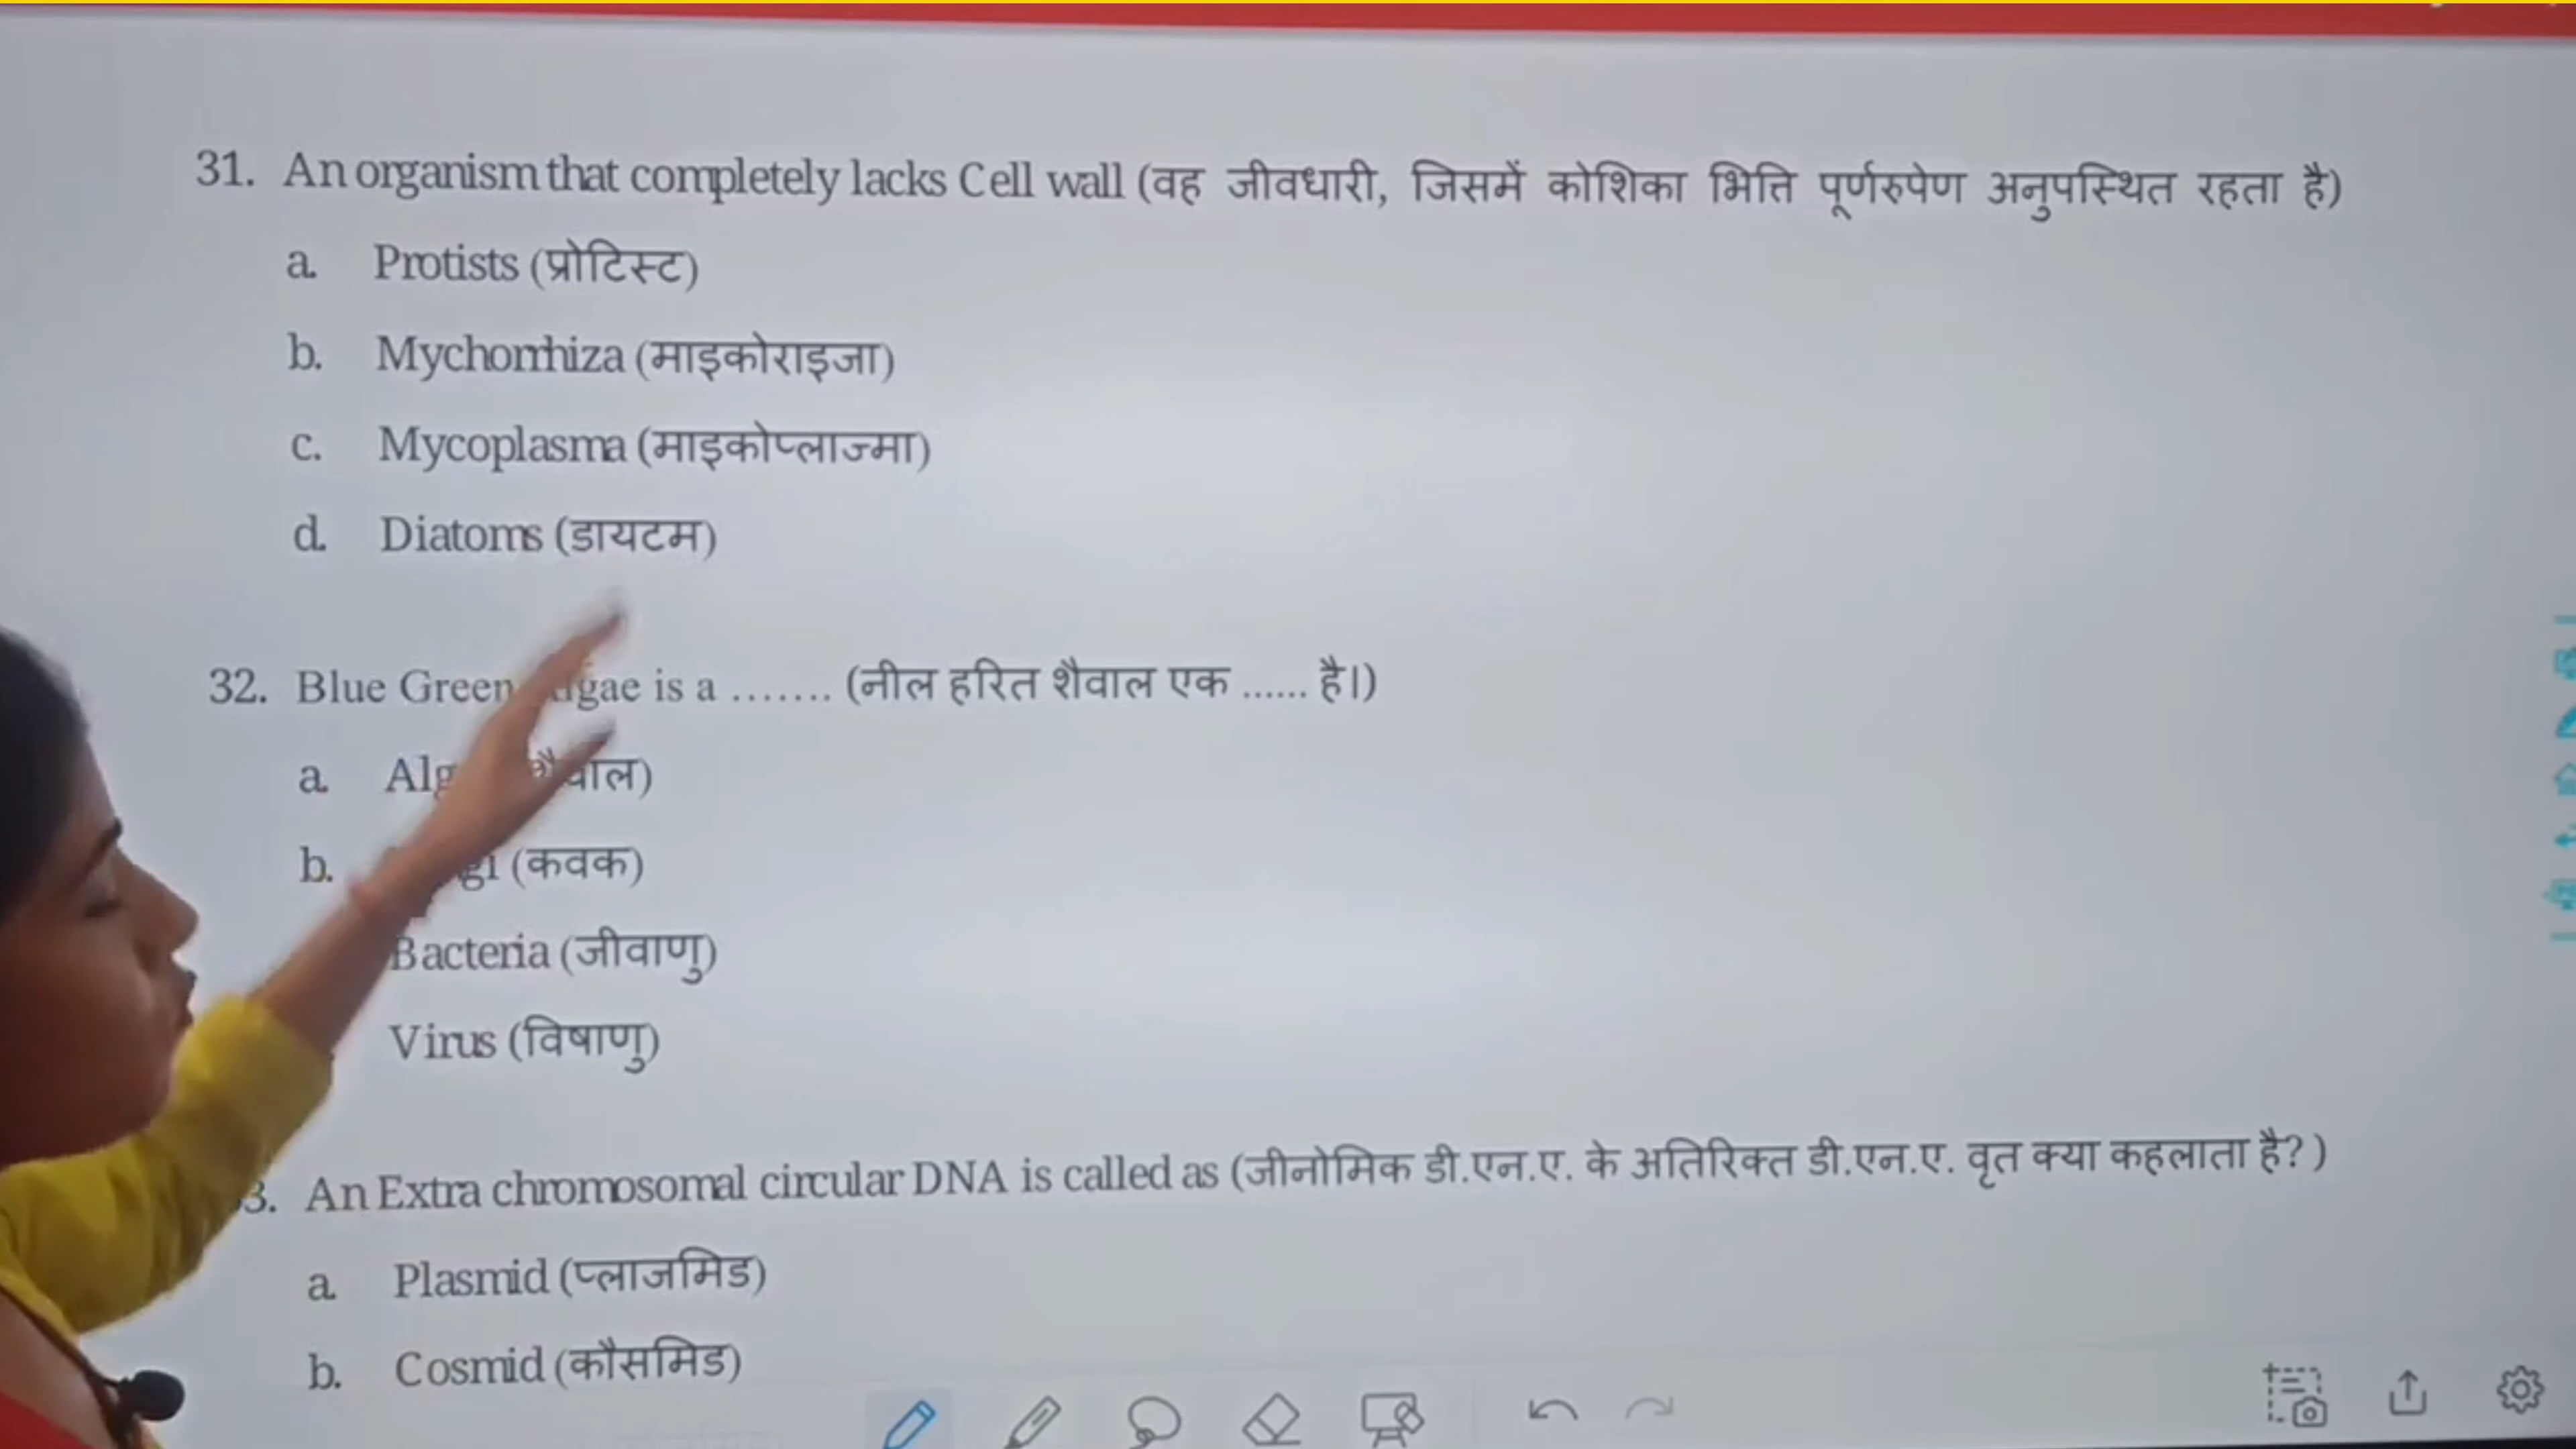 31. An organism that completely lacks Cell wall (वह जीवधारी, जिसमें कोशिका भित्ति पूर्णरुपेण अनुपस्थित रहता है)
a. Protists (प्रोटिस्ट)
b. Mychorrhiza (माइकोराइजा)
c. Mycoplasma (माइकोप्लाज्मा)
d. Diatoms (डायटम)
32. Blue Green is a ....... (नील हरित शैवाल एक ...... है।)
a.
b. (कवक)
Bacteria (जीवाणु)
Virus (विषाणु)
3. An Extra chromosomal circular DNA is called as (जीनोमिक डी.एन.ए. के अतिरिक्त डी.एन.ए. वृत क्या कहलाता है? )
a. Plasmid (प्लाजमिड)
b. Cosmid (कौसमिड)